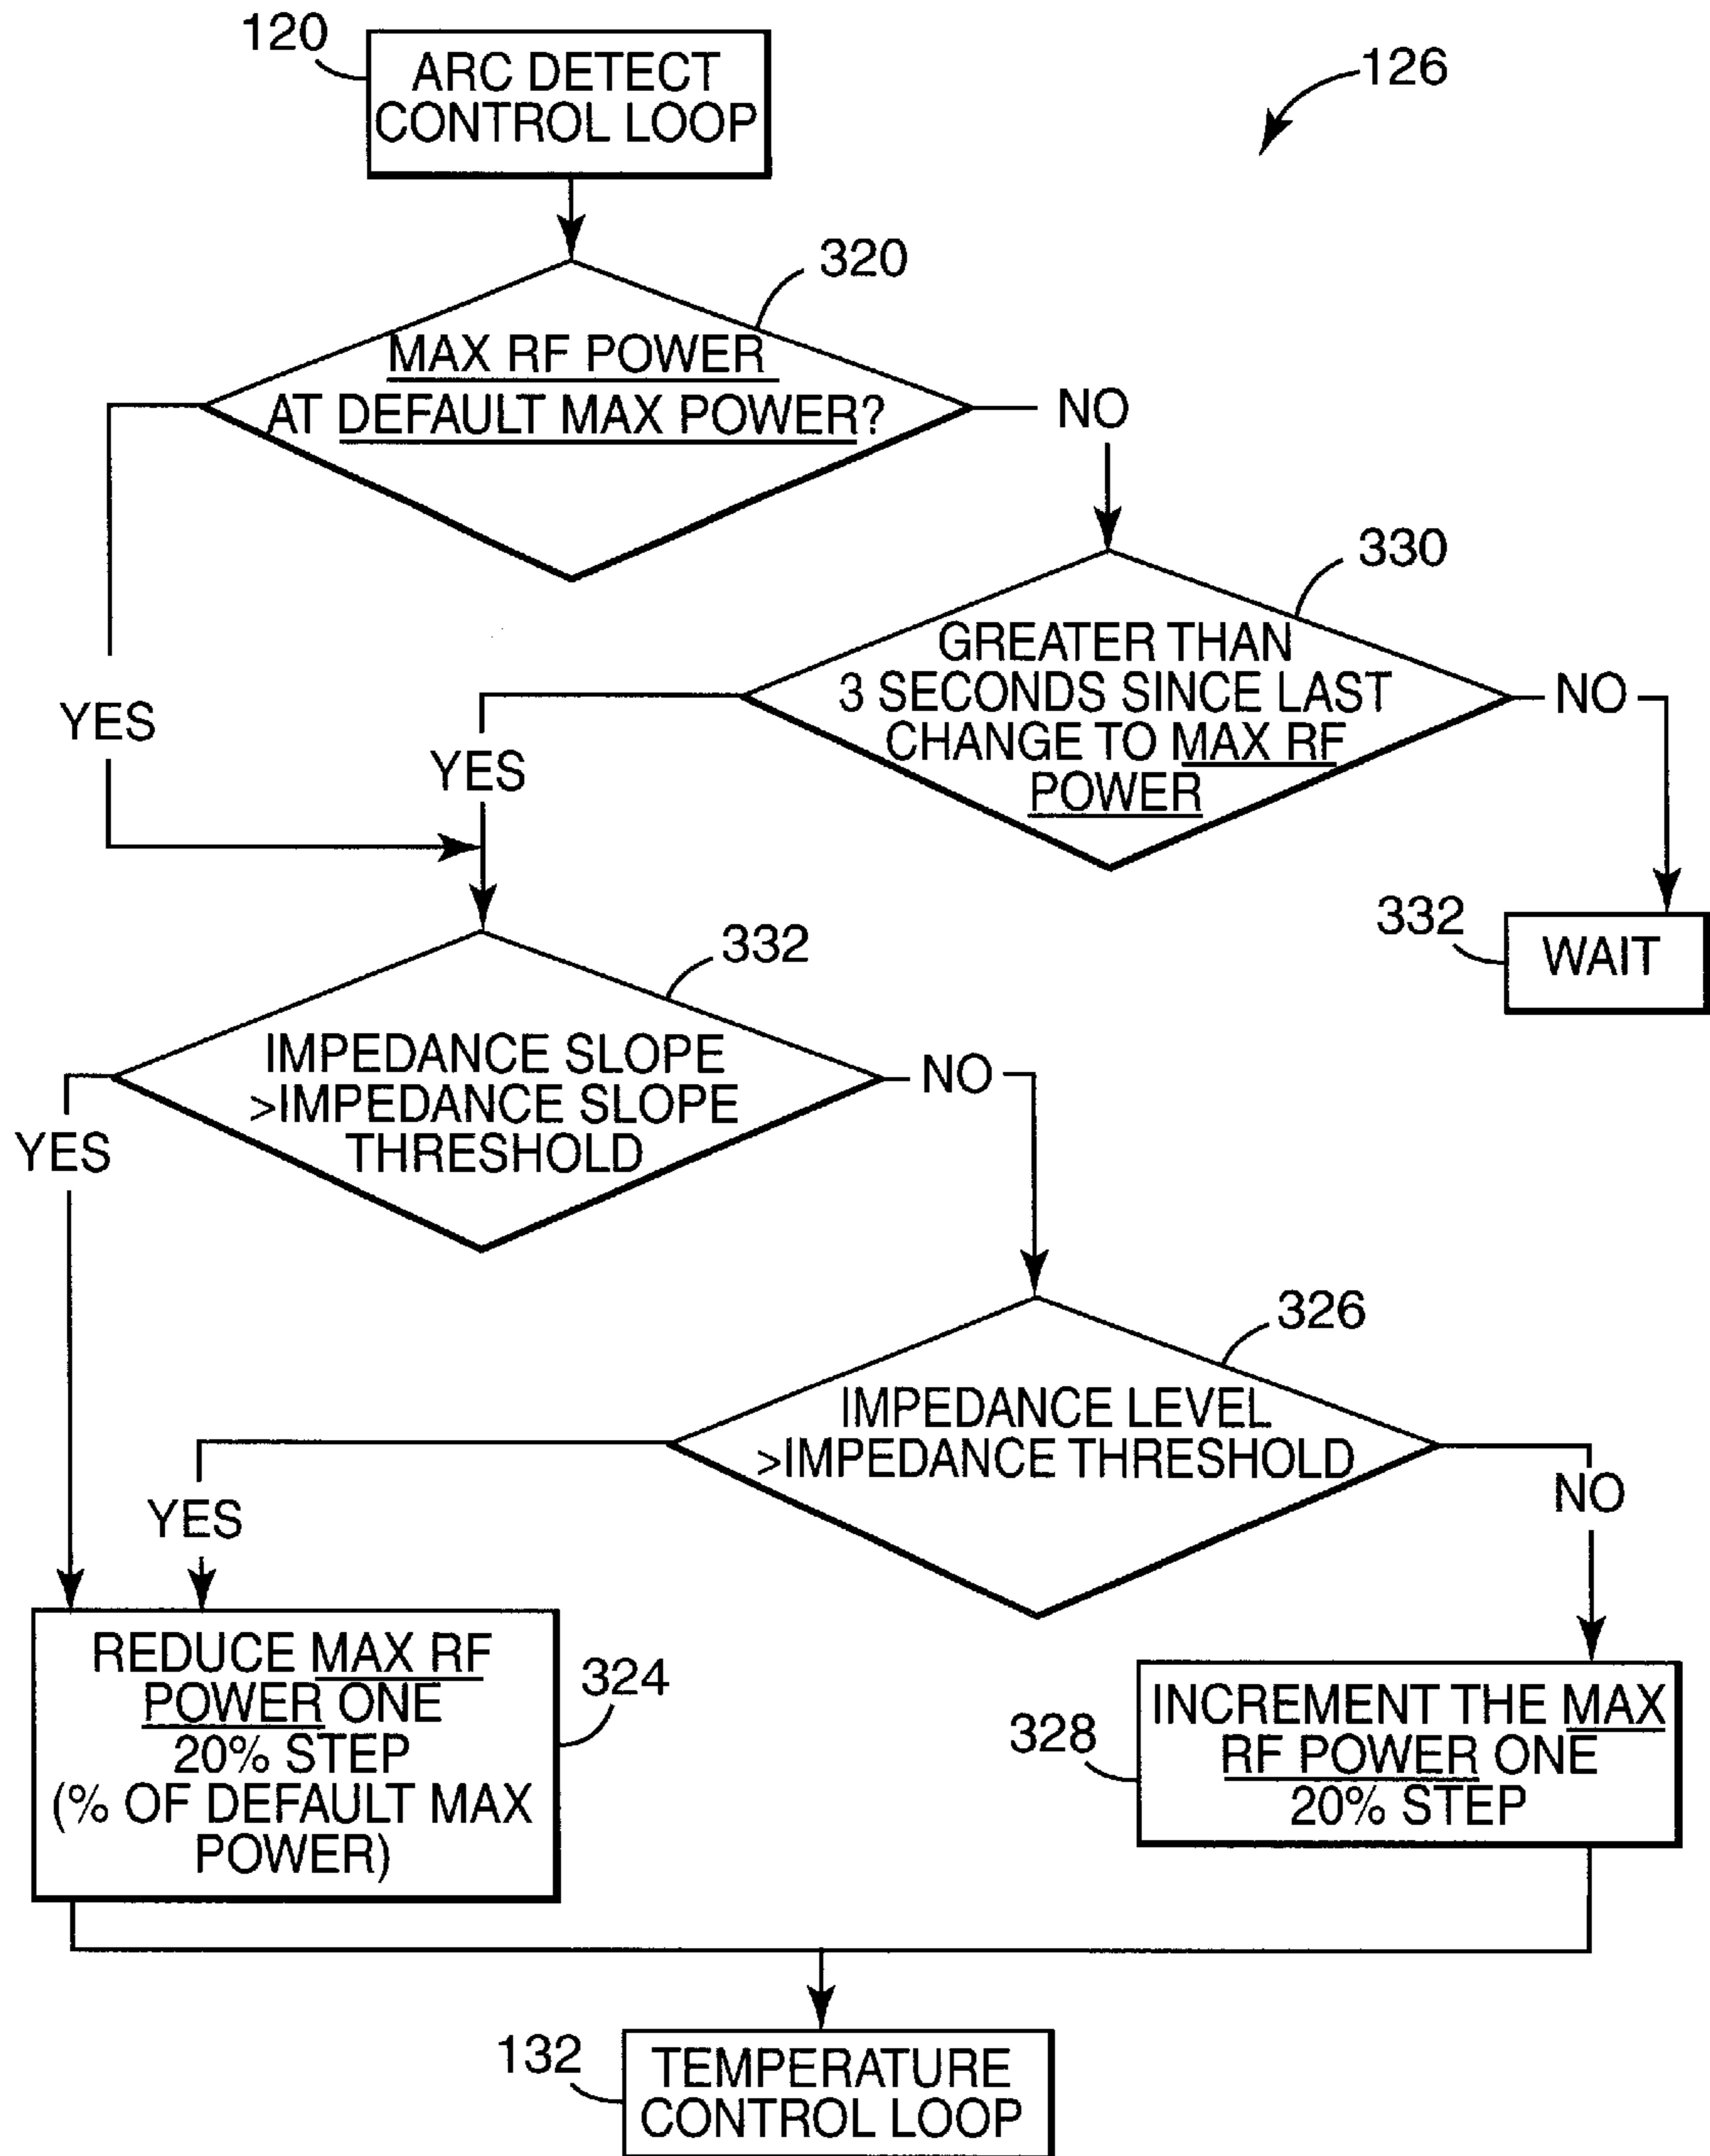 120
ARC DETECT
CONTROL LOOP
126
320
MAX RF POWER
AT DEFAULT MAX POWER?
NO
330
GREATER THAN
3 SECONDS SINCE LAST
CHANGE TO MAX RF
POWER
NO
YES
YES
332
WAIT
332
IMPEDANCE SLOPE
>IMPEDANCE SLOPE
THRESHOLD
NO
YES
326
IMPEDANCE LEVEL
>IMPEDANCE THRESHOLD
YES
NO
REDUCE MAX RF
POWER ONE
20% STEP
(% OF DEFAULT MAX
POWER)
324
328
INCREMENT THE MAX
RF POWER ONE
20% STEP
132
TEMPERATURE
CONTROL LOOP